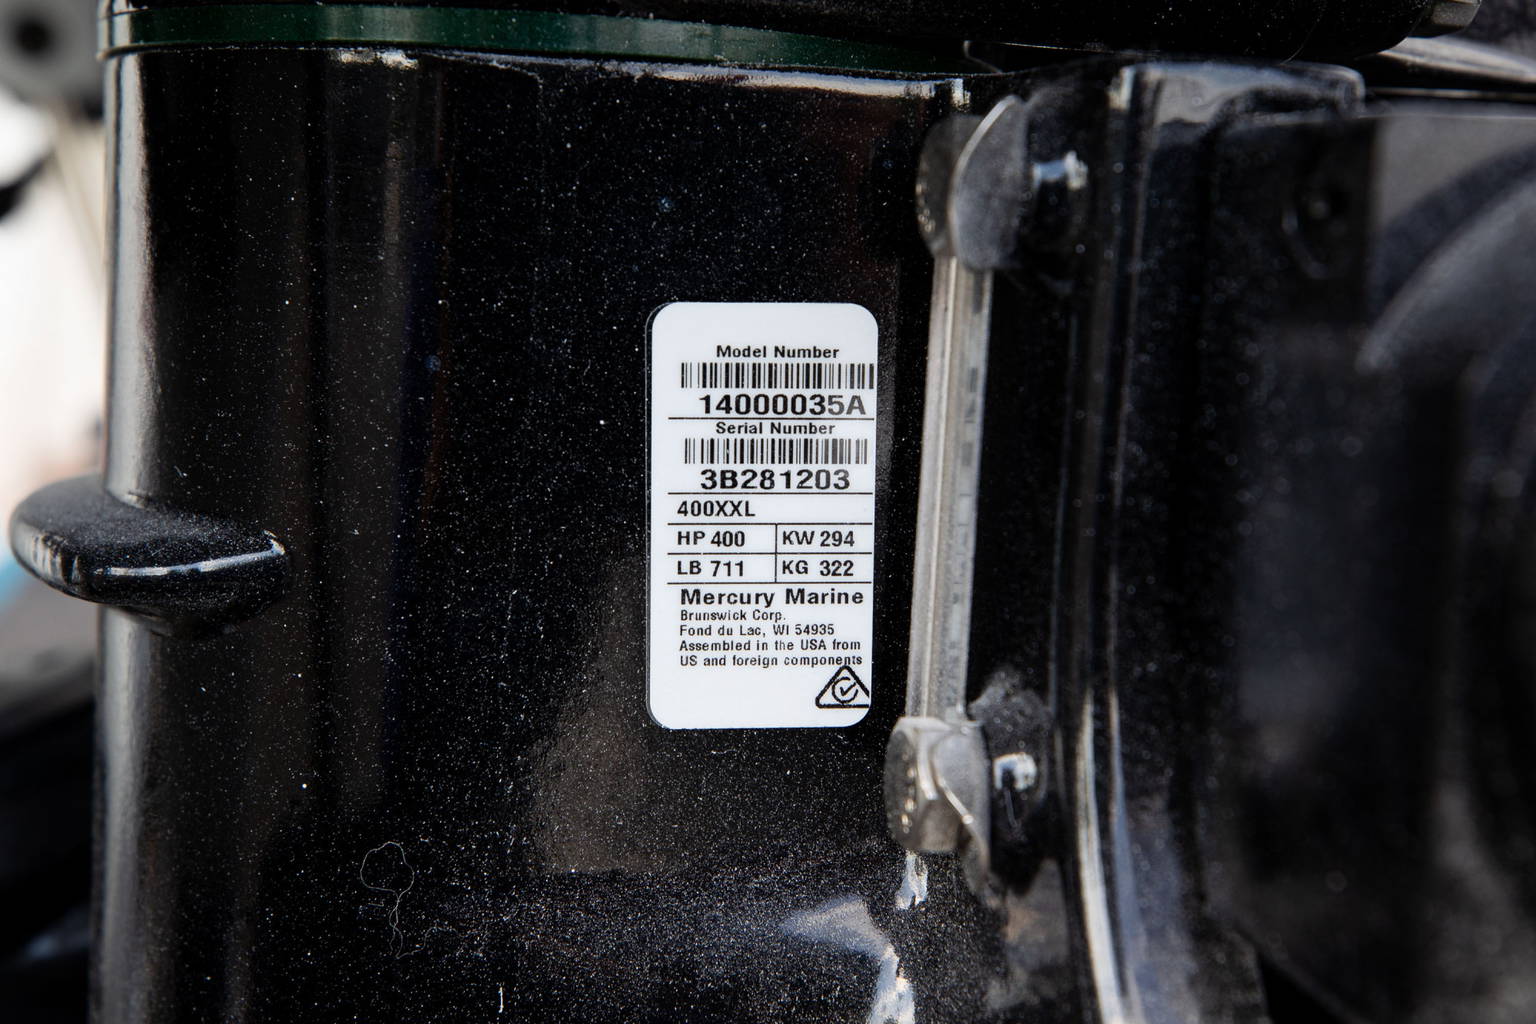 Model Number
14000035A
Serial Number
3B281203
400XXL
HP 400 KW 294
LB 711 KG 322
Mercury Marine
Brunswick Corp.
Fond du Lac, WI 54935
Assembled in the USA from
US and foreign components